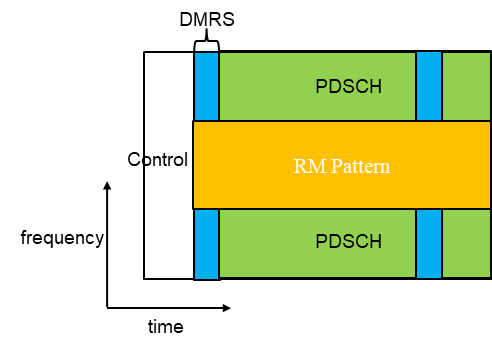 DMRS
PDSCH
Control
RM Pattern
frequency
PDSCH
time